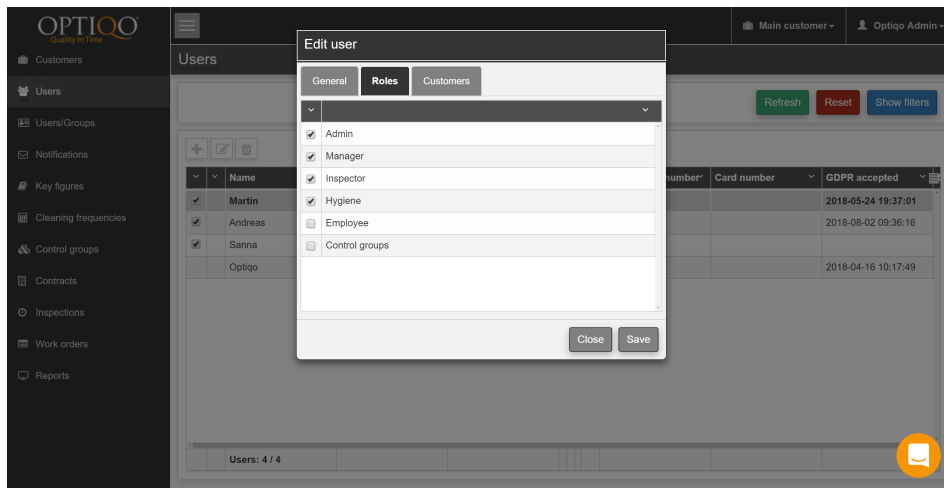 OPTIQO
Quality in Time
Main customer
Optiqo Admin
Customers
Users
Users/Groups
Notifications
Key figures
Cleaning frequencies
Control groups
Contracts
Inspections
Work orders
Reports
Users
Refresh
Reset
Show filters
Name
number
Card number
GDPR accepted
Martin
2018-05-24 19:37:01
Andreas
2018-08-02 09:36:16
Sanna
Optiqo
2018-04-16 10:17:49
Users: 4 / 4
Edit user
General
Roles
Customers
Admin
Manager
Inspector
Hygiene
Employee
Control groups
Close
Save